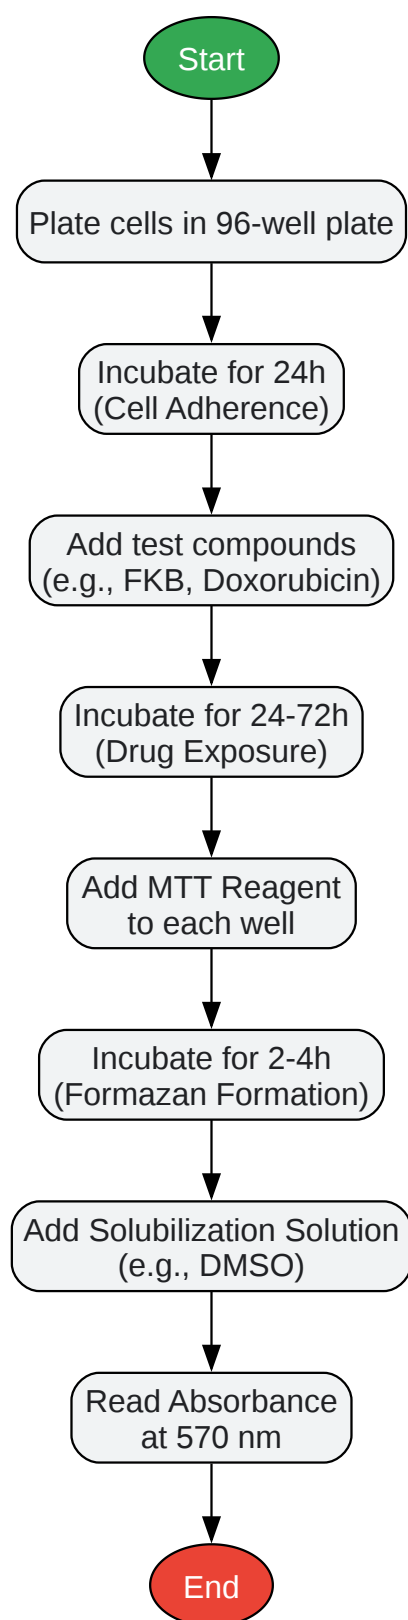 Start
Plate cells in 96-well plate
Incubate for 24h
(Cell Adherence)
Add test compounds
(e.g., FKB, Doxorubicin)
Incubate for 24-72h
(Drug Exposure)
Add MTT Reagent
to each well
Incubate for 2-4h
(Formazan Formation)
Add Solubilization Solution
(e.g., DMSO)
Read Absorbance
at 570 nm
End